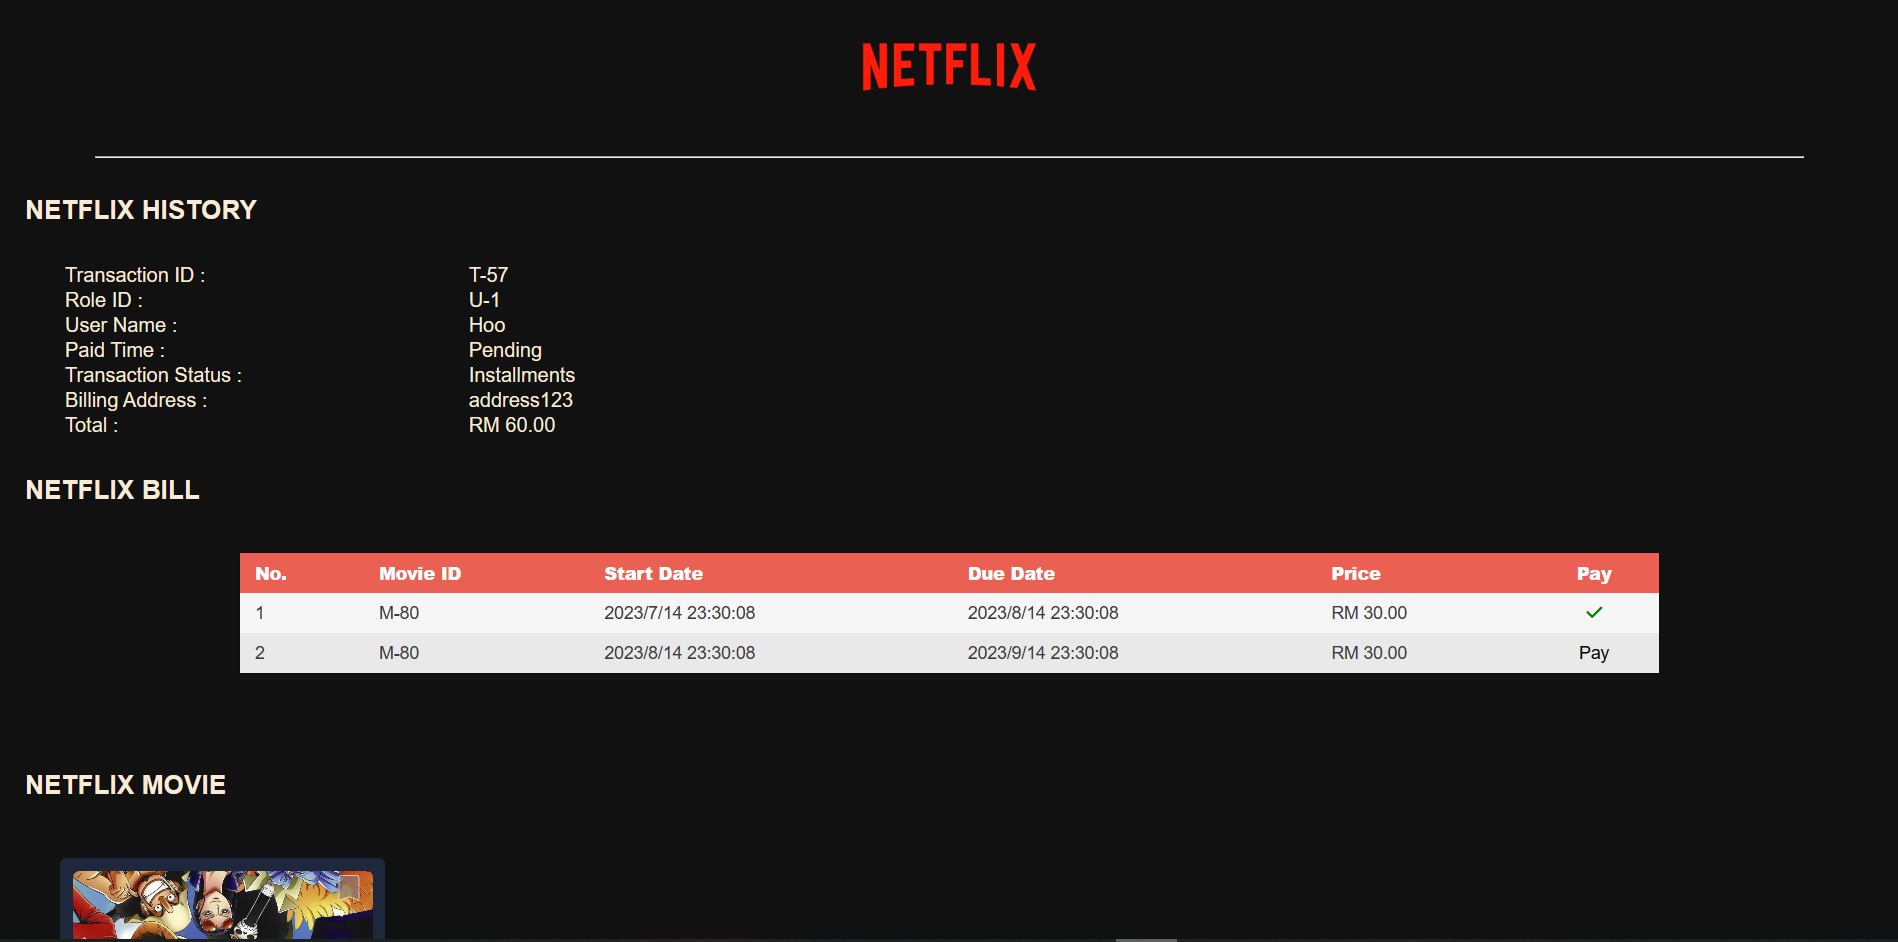 NETFLIX
NETFLIX HISTORY
Transaction ID : T-57
Role ID : U-1
User Name : Hoo
Paid Time : Pending
Transaction Status : Installments
Billing Address : address123
Total : RM 60.00
NETFLIX BILL
No. Movie ID Start Date Due Date Price Pay
1 M-80 2023/7/14 23:30:08 2023/8/14 23:30:08 RM 30.00
2 M-80 2023/8/14 23:30:08 2023/9/14 23:30:08 RM 30.00 Pay
NETFLIX MOVIE